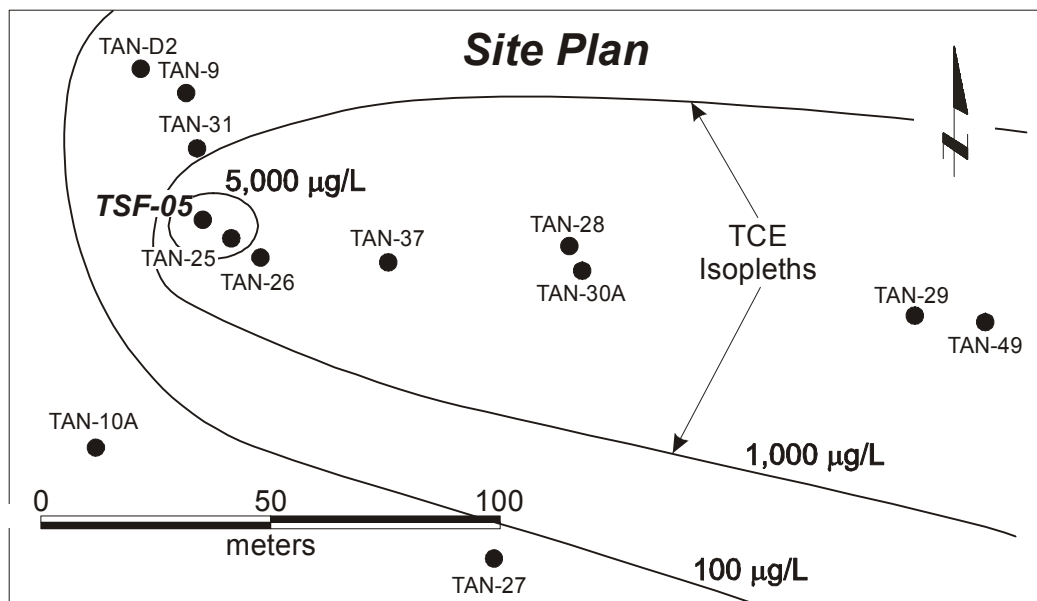 Site Plan
TAN-D2
TAN-9
TAN-31
5,000 µg/L
TSF-05
TAN-25
TAN-26
TAN-37
TAN-28
TAN-30A
TCE
Isopleths
TAN-29
TAN-49
TAN-10A
1,000 µg/L
0 50 100
meters
TAN-27
100 µg/L
N